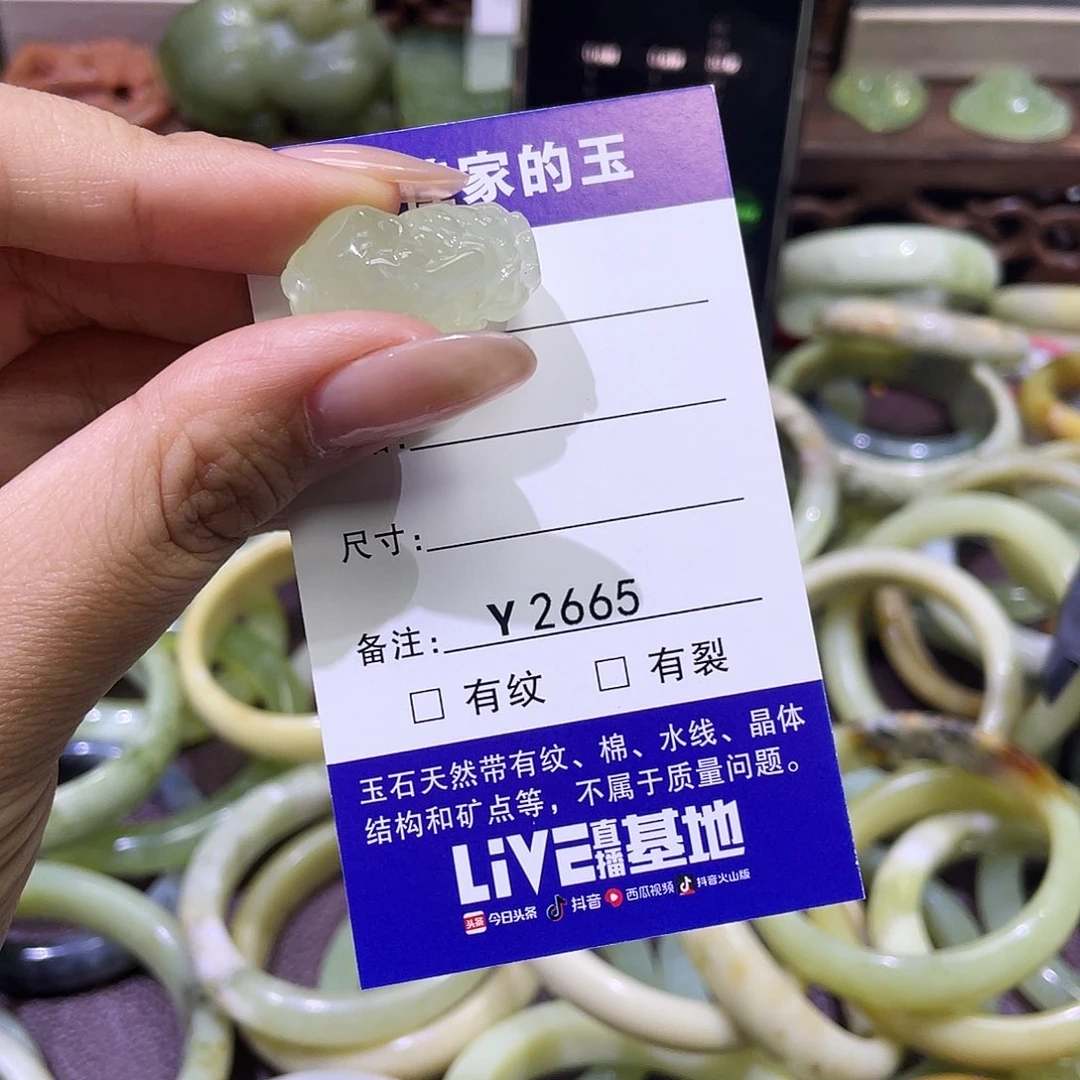 家的玉
尺寸:
备注: Y2665
□ 有纹 □ 有裂
玉石天然带有纹、棉、水线、晶体
结构和矿点等，不属于质量问题。
LiVE直播基地
头条 今日头条 抖音 西瓜视频 抖音火山版